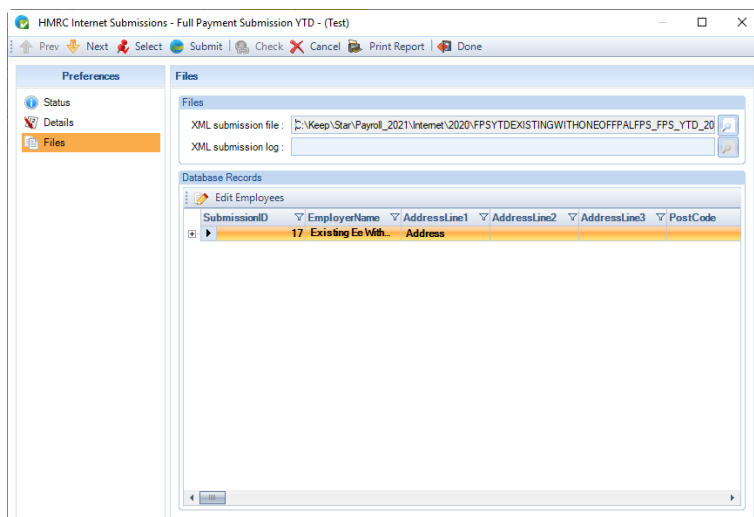 HMRC Internet Submissions - Full Payment Submission YTD - (Test)
Prev Next Select Submit Check Cancel Print Report Done
Preferences
Status
Details
Files
Files
Files
XML submission file : C:\Keep\Star\Payroll_2021\Internet\2020\FPSYTDEXISTINGWITHONEOFFPALFPS_FPS_YTD_20
XML submission log :
Database Records
Edit Employees
SubmissionID EmployerName AddressLine1 AddressLine2 AddressLine3 PostCode
17 Existing Ee With... Address